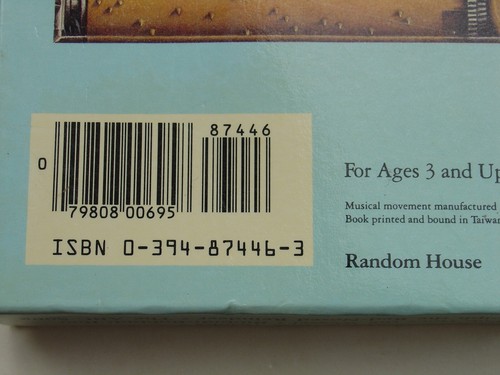 87446
0
79808 00695
ISBN 0-394-87446-3
For Ages 3 and Up
Musical movement manufactured
Book printed and bound in Taiwan
Random House